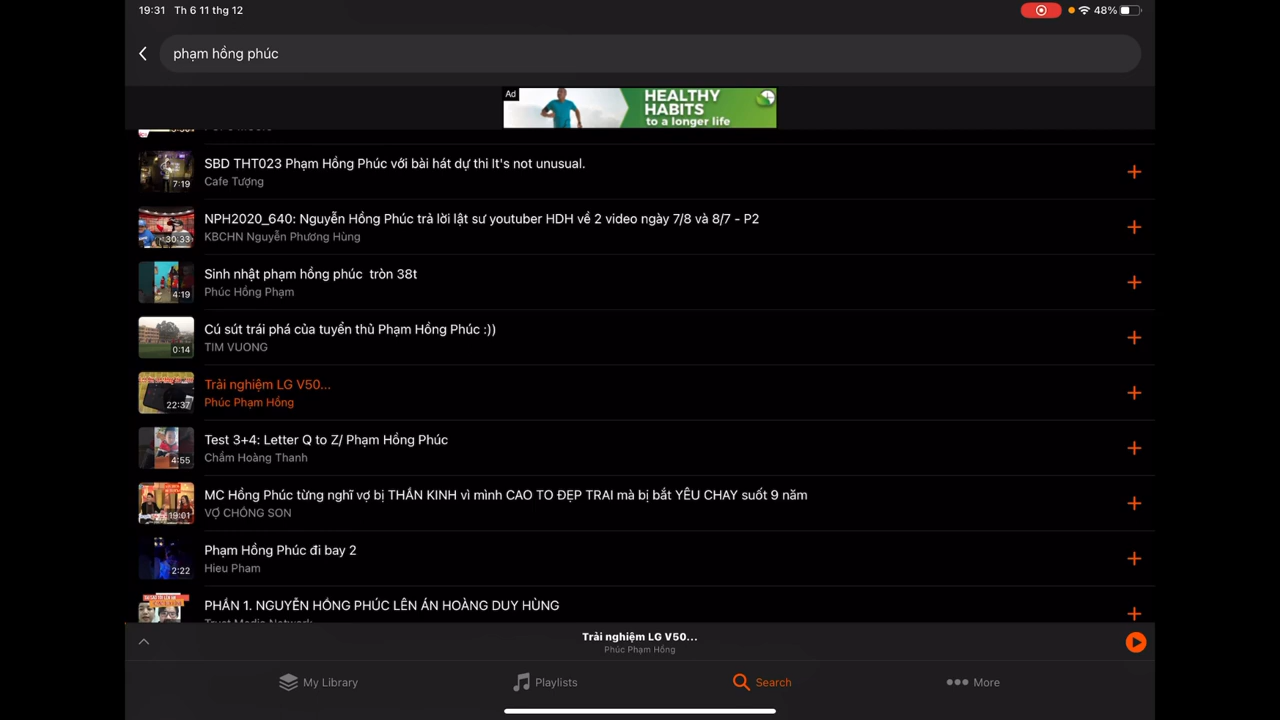 19:31 Th 6 11 thg 12
48%
phạm hồng phúc
Ad
HEALTHY
HABITS
to a longer life
SBD THT023 Phạm Hồng Phúc với bài hát dự thi It's not unusual.
7:19
Cafe Tượng
NPH2020_640: Nguyễn Hồng Phúc trả lời lật sư youtuber HDH về 2 video ngày 7/8 và 8/7 - P2
30:33
KBCHN Nguyễn Phương Hùng
Sinh nhật phạm hồng phúc tròn 38t
4:19
Phúc Hồng Phạm
Cú sút trái phá của tuyển thủ Phạm Hồng Phúc :))
0:14
TIM VUONG
Trải nghiệm LG V50...
22:37
Phúc Phạm Hồng
Test 3+4: Letter Q to Z/ Phạm Hồng Phúc
4:55
Chắm Hoàng Thanh
MC Hồng Phúc từng nghĩ vợ bị THẦN KINH vì mình CAO TO ĐẸP TRAI mà bị bắt YÊU CHAY suốt 9 năm
19:01
VỢ CHỒNG SON
Phạm Hồng Phúc đi bay 2
2:22
Hieu Pham
PHẦN 1. NGUYỄN HỒNG PHÚC LÊN ÁN HOÀNG DUY HÙNG
Trust Media Network
Trải nghiệm LG V50...
Phúc Phạm Hồng
My Library
Playlists
Search
More